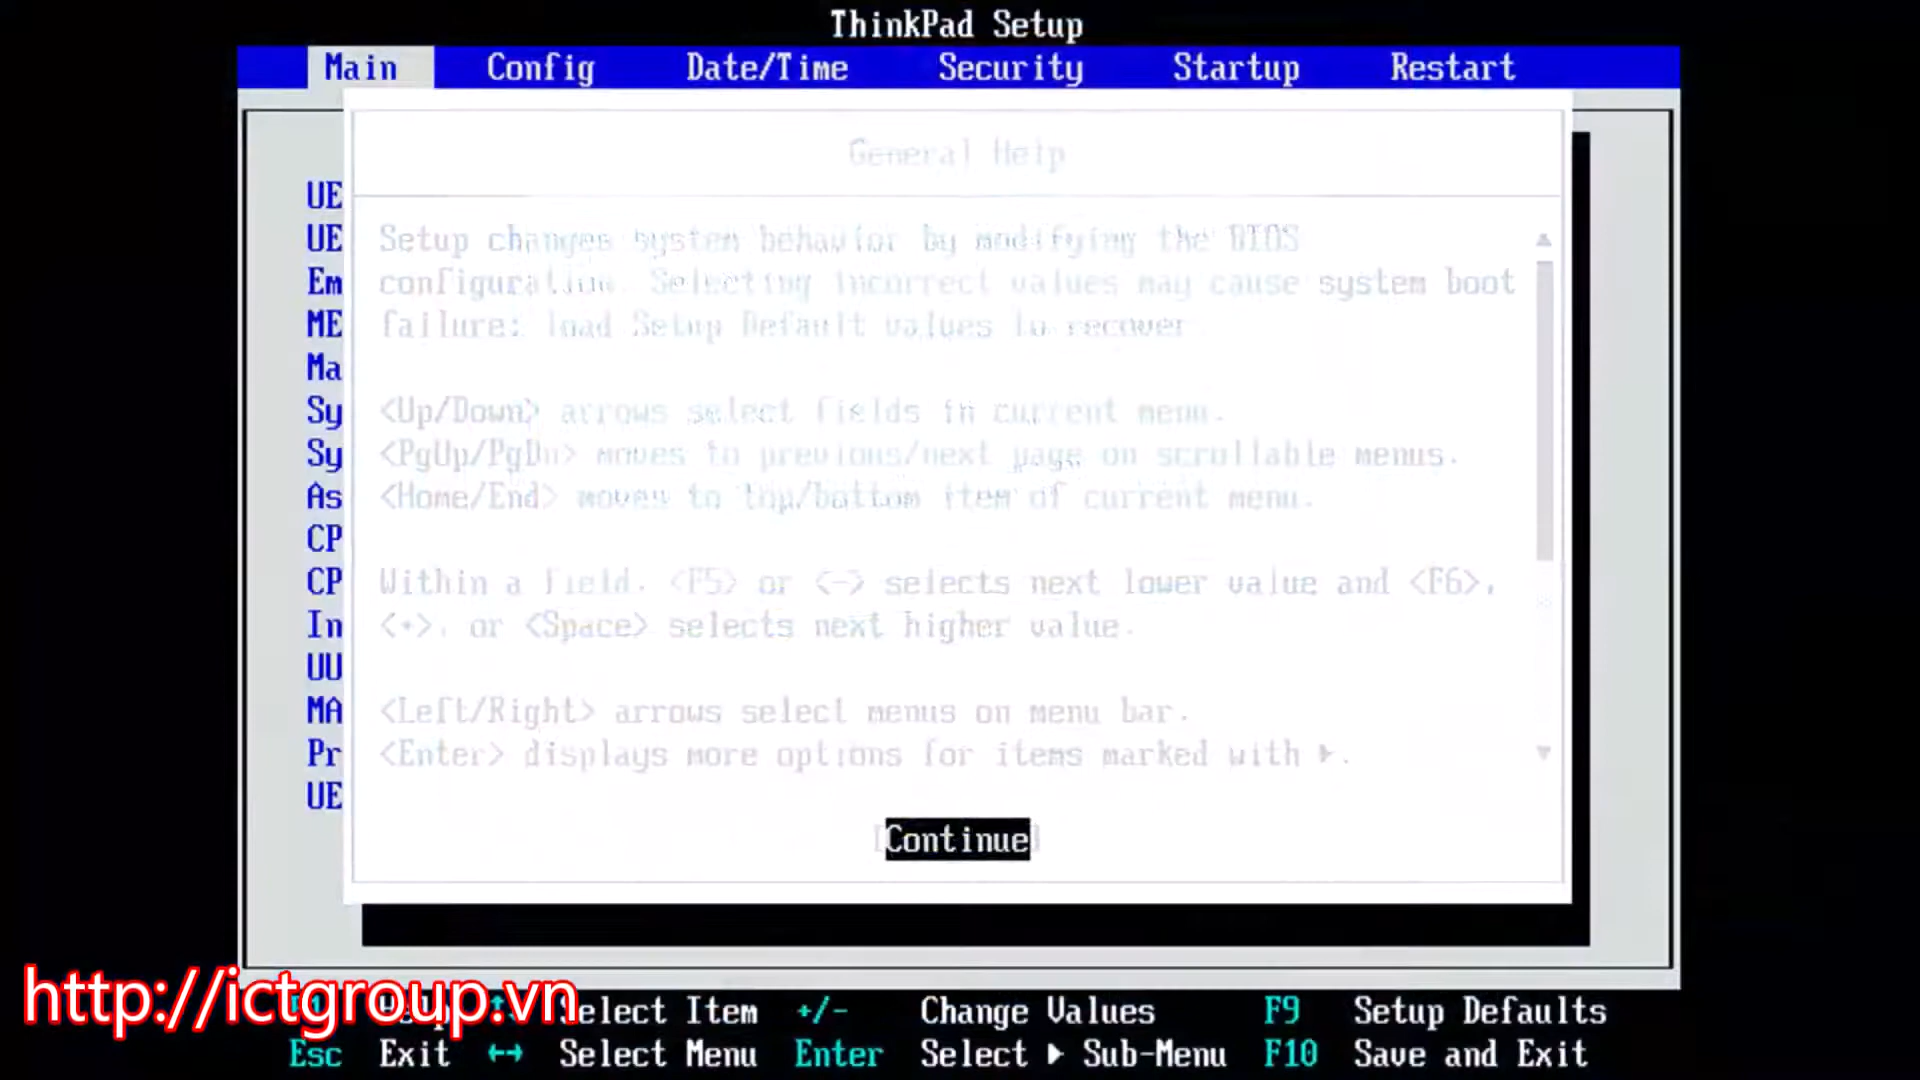 ThinkPad Setup
Main Config Date/Time Security Startup Restart
General Help
UE
UE Setup changes system behavior by modifying the BIOS
Em configuration. Selecting incorrect values may cause system boot
ME failure; load Setup Default values to recover.
Ma
Sy <Up/Down> arrows select fields in current menu.
Sy <PgUp/PgDn> moves to previous/next page on scrollable menus.
As <Home/End> moves to top/bottom item of current menu.
CP
CP Within a field, <F5> or <-> selects next lower value and <F6>,
In <+>, or <Space> selects next higher value.
UU
MA <Left/Right> arrows select menus on menu bar.
Pr <Enter> displays more options for items marked with ▶.
UE
[Continue]
http://ictgroup.vn
Select Item +/- Change Values F9 Setup Defaults
Esc Exit ↔ Select Menu Enter Select ▶ Sub-Menu F10 Save and Exit